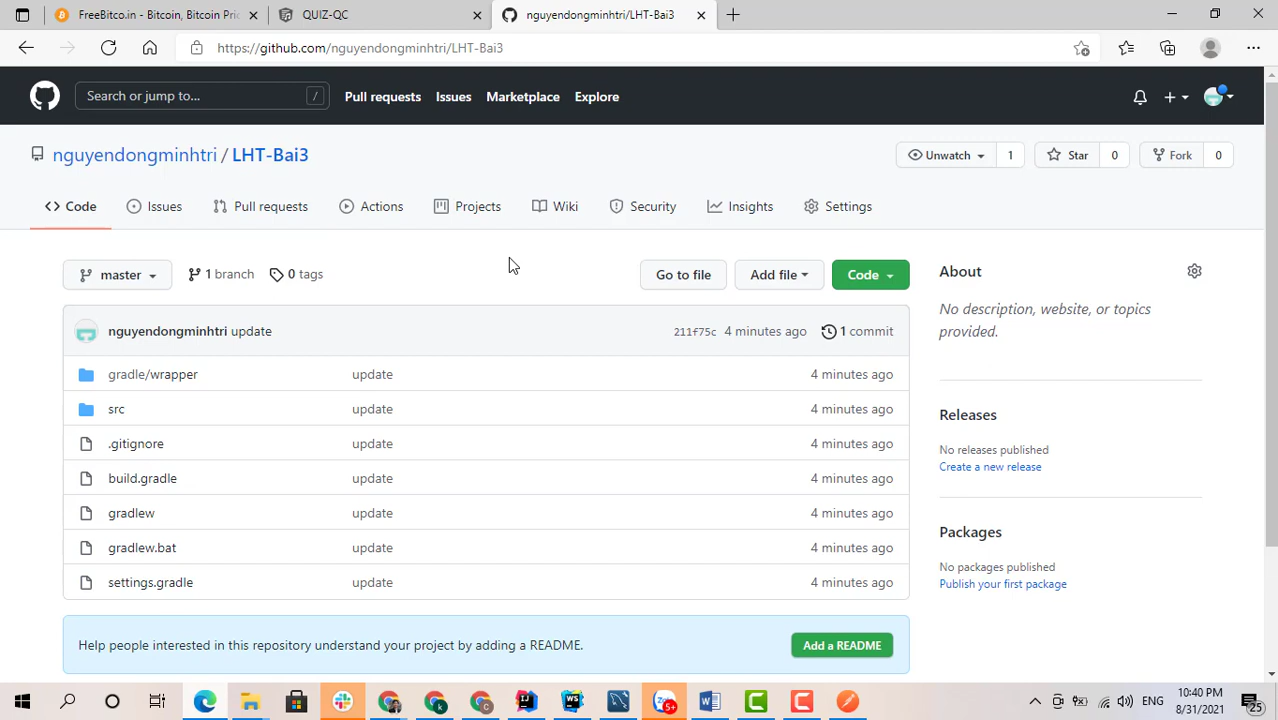 FreeBitco.in - Bitcoin, Bitcoin Pri
QUIZ-QC
nguyendongminhtri/LHT-Bai3
https://github.com/nguyendongminhtri/LHT-Bai3
Search or jump to...
/
Pull requests
Issues
Marketplace
Explore
nguyendongminhtri / LHT-Bai3
Unwatch 1
Star 0
Fork 0
Code
Issues
Pull requests
Actions
Projects
Wiki
Security
Insights
Settings
master
1 branch
0 tags
Go to file
Add file
Code
nguyendongminhtri update
211f75c 4 minutes ago
1 commit
gradle/wrapper update 4 minutes ago
src update 4 minutes ago
.gitignore update 4 minutes ago
build.gradle update 4 minutes ago
gradlew update 4 minutes ago
gradlew.bat update 4 minutes ago
settings.gradle update 4 minutes ago
Help people interested in this repository understand your project by adding a README.
Add a README
About
No description, website, or topics
provided.
Releases
No releases published
Create a new release
Packages
No packages published
Publish your first package
5+
ENG
10:40 PM
8/31/2021
25